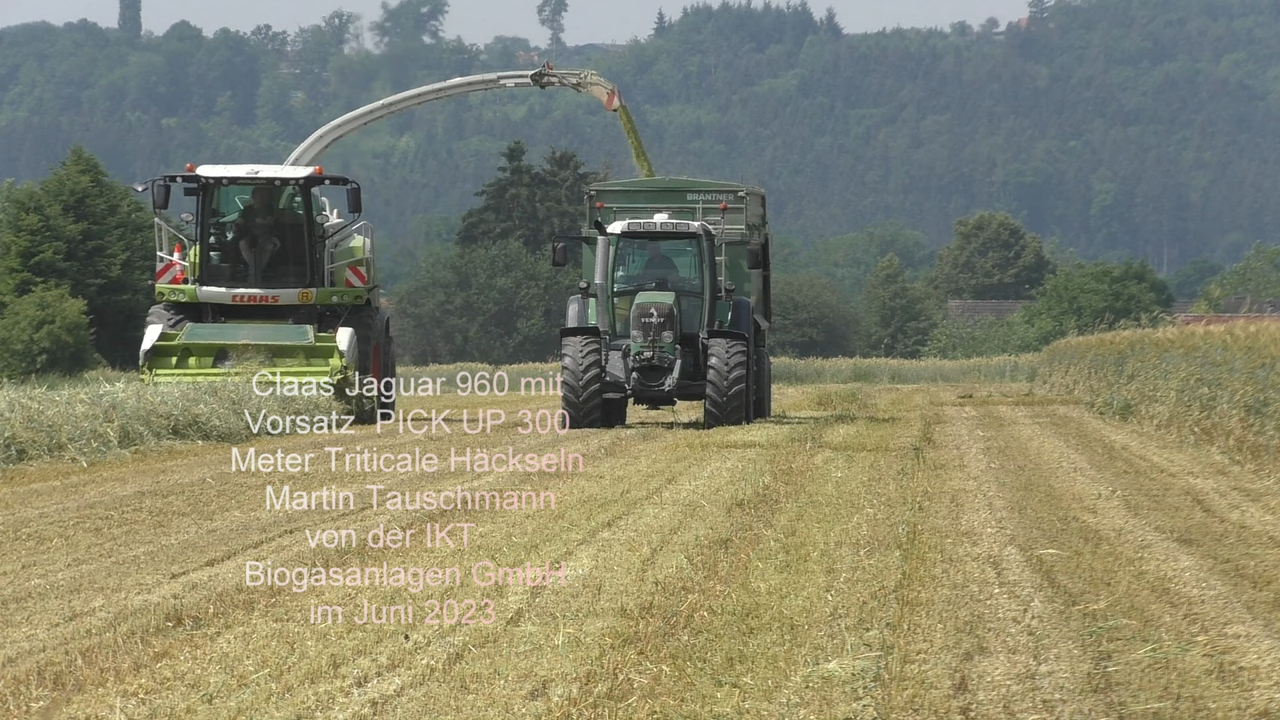 BRANTNER
FENDT
CLAAS
Claas Jaguar 960 mit
Vorsatz  PICK UP 300
Meter Triticale Häckseln
Martin Tauschmann
von der IKT
Biogasanlagen GmbH
im Juni 2023